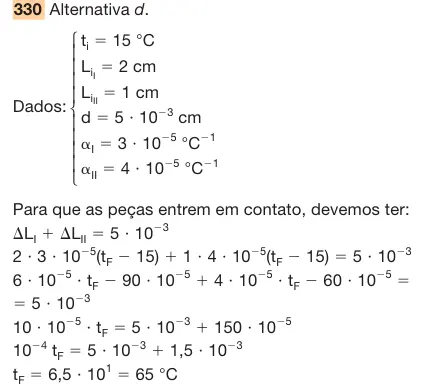 330 Alternativa d.
Dados:
tᵢ = 15 °C
Lᵢ_I = 2 cm
Lᵢ_II = 1 cm
d = 5 · 10⁻³ cm
α_I = 3 · 10⁻⁵ °C⁻¹
α_II = 4 · 10⁻⁵ °C⁻¹
Para que as peças entrem em contato, devemos ter:
ΔL_I + ΔL_II = 5 · 10⁻³
2 · 3 · 10⁻⁵(t_F − 15) + 1 · 4 · 10⁻⁵(t_F − 15) = 5 · 10⁻³
6 · 10⁻⁵ · t_F − 90 · 10⁻⁵ + 4 · 10⁻⁵ · t_F − 60 · 10⁻⁵ =
= 5 · 10⁻³
10 · 10⁻⁵ · t_F = 5 · 10⁻³ + 150 · 10⁻⁵
10⁻⁴ t_F = 5 · 10⁻³ + 1,5 · 10⁻³
t_F = 6,5 · 10¹ = 65 °C